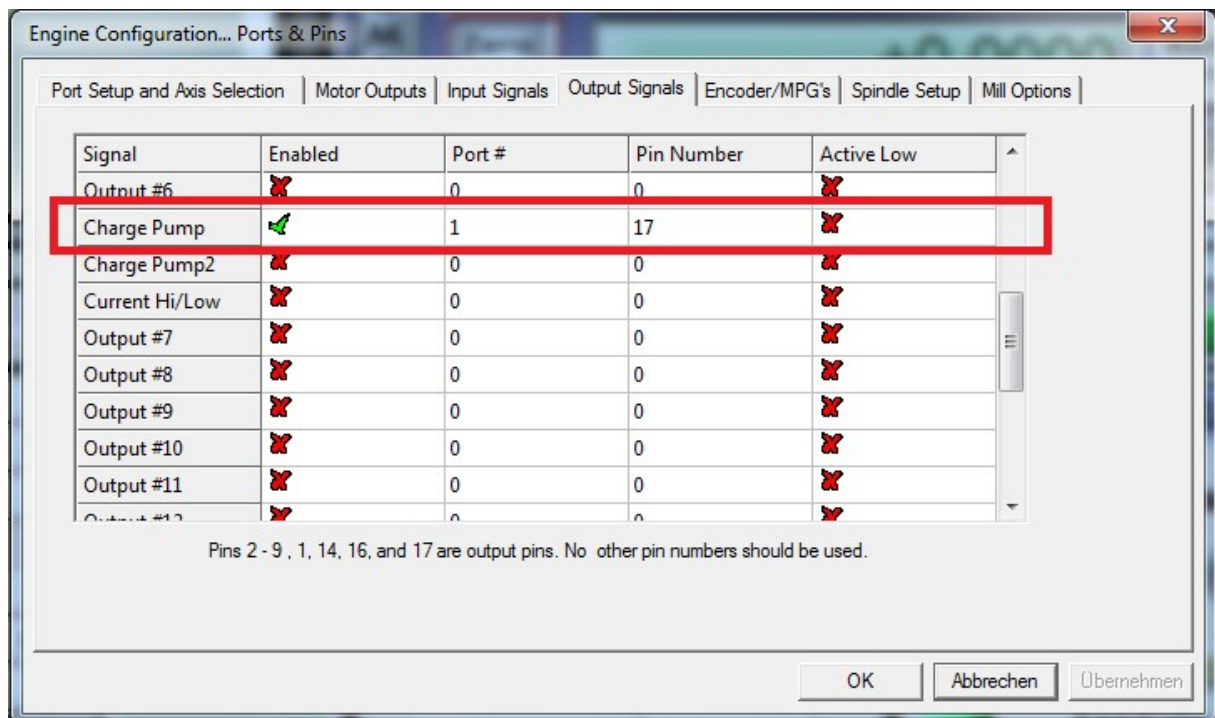 Engine Configuration... Ports & Pins
Port Setup and Axis Selection Motor Outputs Input Signals Output Signals Encoder/MPG's Spindle Setup Mill Options
Signal Enabled Port # Pin Number Active Low
Output #6 0 0
Charge Pump 1 17
Charge Pump2 0 0
Current Hi/Low 0 0
Output #7 0 0
Output #8 0 0
Output #9 0 0
Output #10 0 0
Output #11 0 0
Output #12 0 0
Pins 2 - 9 , 1, 14, 16, and 17 are output pins. No other pin numbers should be used.
OK Abbrechen Übernehmen